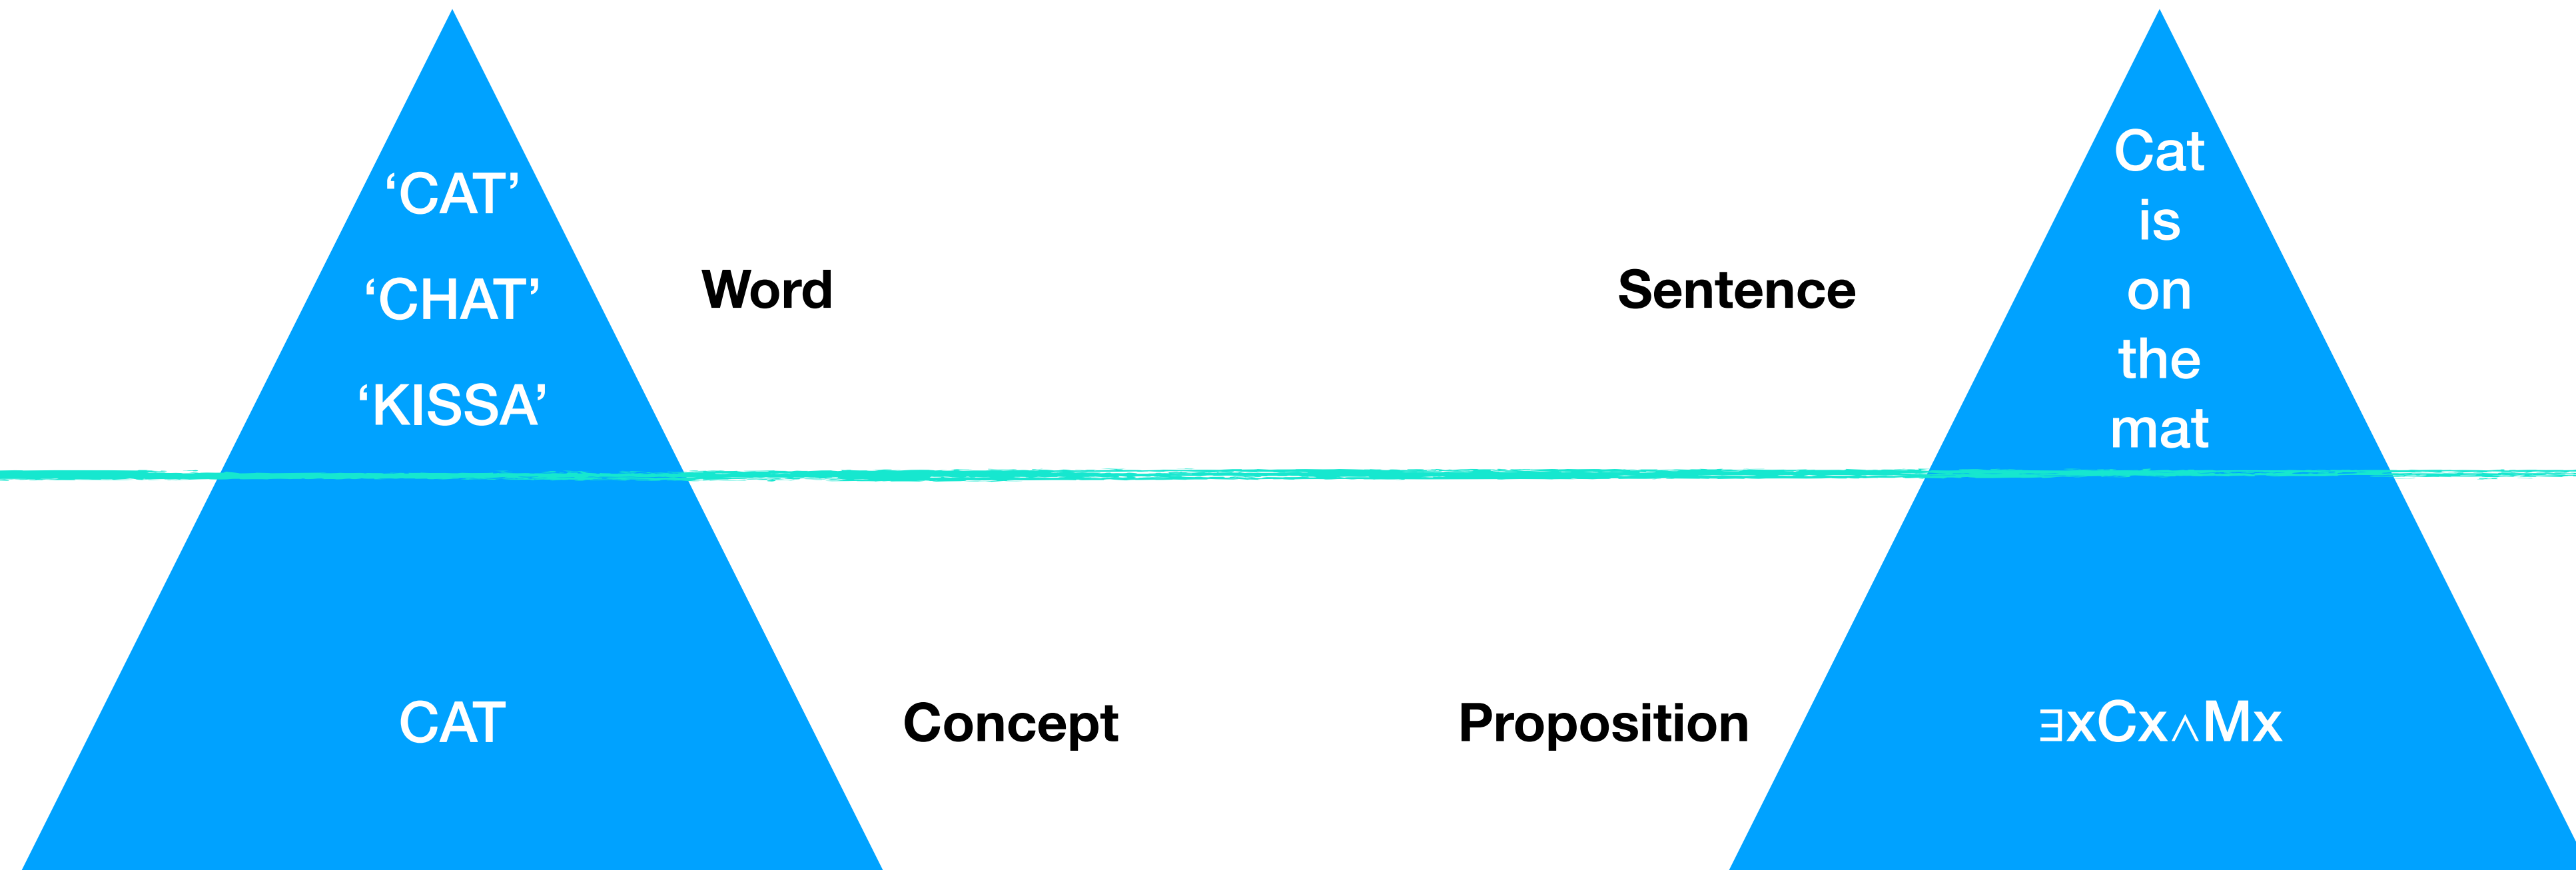 ‘CAT’
‘CHAT’
‘KISSA’
Word
CAT
Concept
Sentence
Cat
is
on
the
mat
Proposition
∃xCx∧Mx